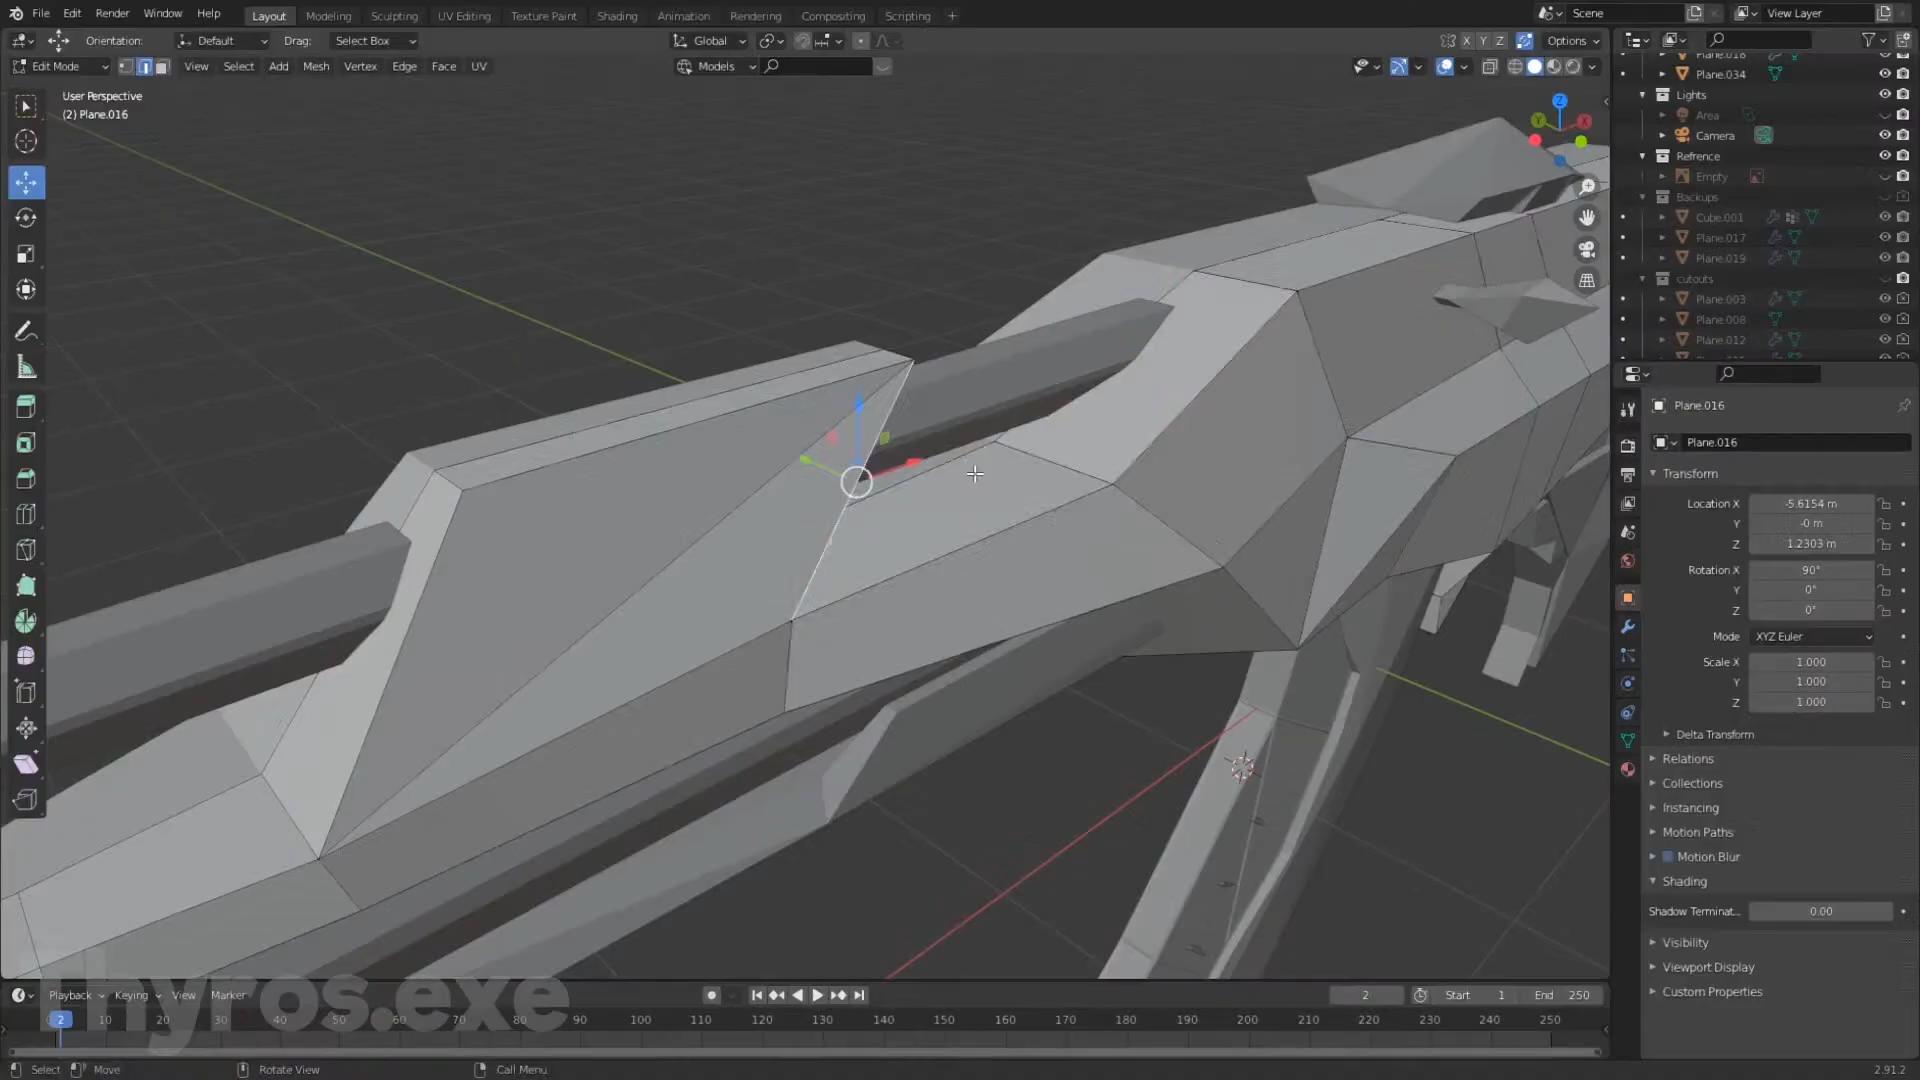 File Edit Render Window Help Layout Modeling Sculpting UV Editing Texture Paint Shading Animation Rendering Compositing Scripting + Scene View Layer
Orientation: Default Drag: Select Box Global X Y Z Options
Edit Mode View Select Add Mesh Vertex Edge Face UV Models
User Perspective
(2) Plane.016
Z
Y
X
Plane.018
Plane.034
Lights
Area
Camera
Refrence
Empty
Backups
Cube.001
Plane.017
Plane.019
cutouts
Plane.003
Plane.008
Plane.012
Plane.016
Plane.016
Transform
Location X -5.6154 m
Y -0 m
Z 1.2303 m
Rotation X 90°
Y 0°
Z 0°
Mode XYZ Euler
Scale X 1.000
Y 1.000
Z 1.000
Delta Transform
Relations
Collections
Instancing
Motion Paths
Motion Blur
Shading
Shadow Terminat... 0.00
Visibility
Viewport Display
Custom Properties
Thyros.exe
Playback Keying View Marker 2 Start 1 End 250
2 10 20 30 40 50 60 70 80 90 100 110 120 130 140 150 160 170 180 190 200 210 220 230 240 250
Select Move Rotate View Call Menu 2.91.2